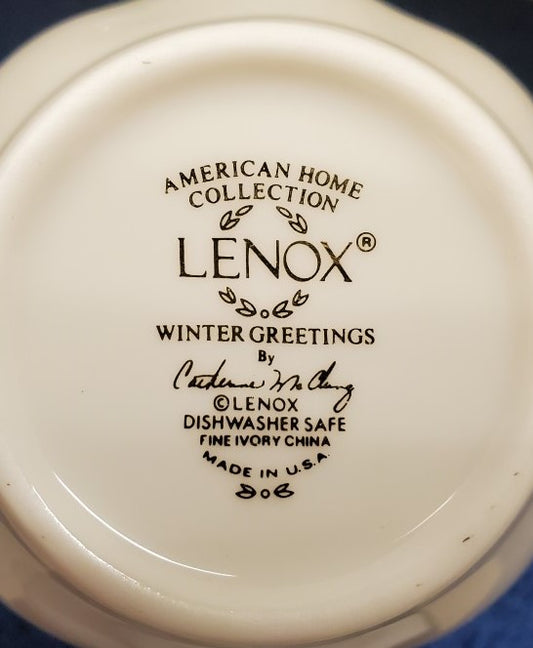 AMERICAN HOME
COLLECTION
LENOX®
WINTER GREETINGS
By
Catherine McClung
©LENOX
DISHWASHER SAFE
FINE IVORY CHINA
MADE IN U.S.A.